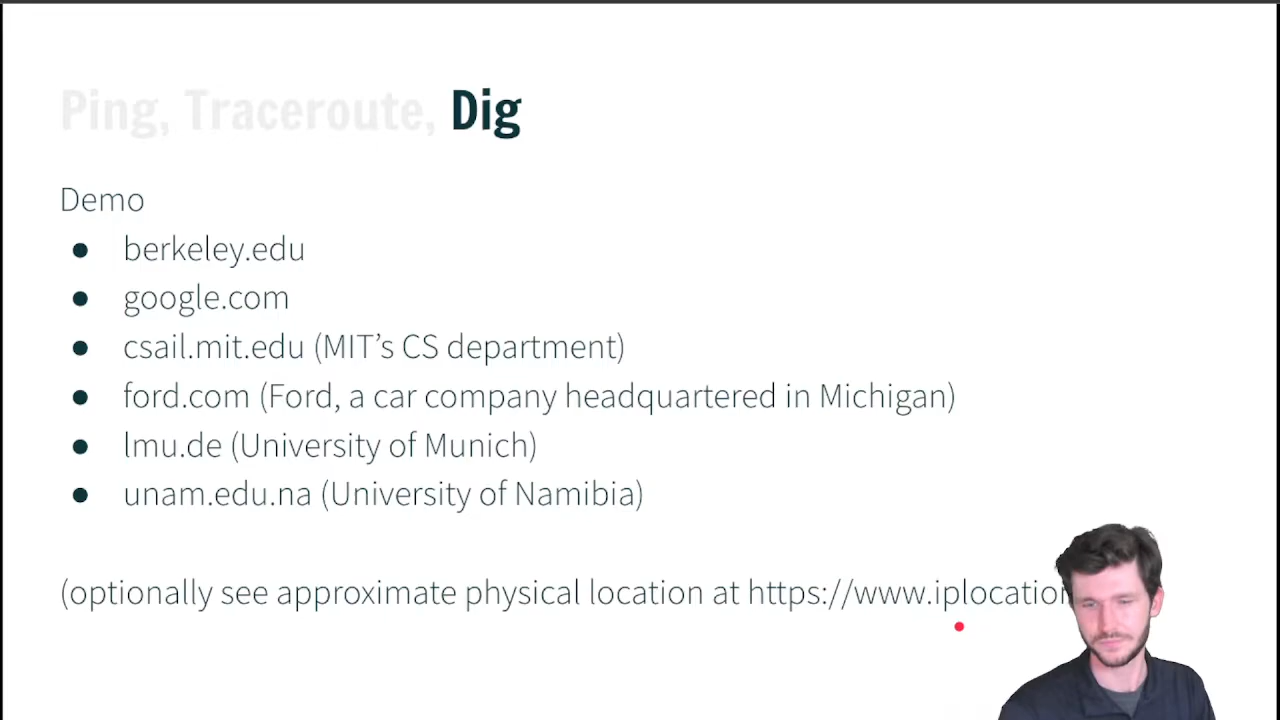 Ping, Traceroute, Dig
Demo
● berkeley.edu
● google.com
● csail.mit.edu (MIT’s CS department)
● ford.com (Ford, a car company headquartered in Michigan)
● lmu.de (University of Munich)
● unam.edu.na (University of Namibia)
(optionally see approximate physical location at https://www.iplocation